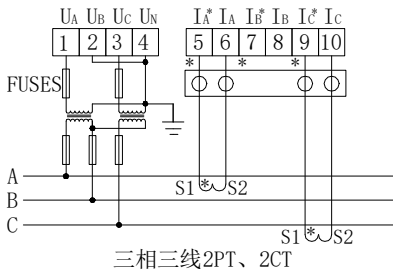 UA UB UC UN IA* IA IB* IB IC* IC
1 2 3 4 5 6 7 8 9 10
* * *
FUSES
A
S1 * S2
B
C
S1 * S2
三相三线2PT、2CT